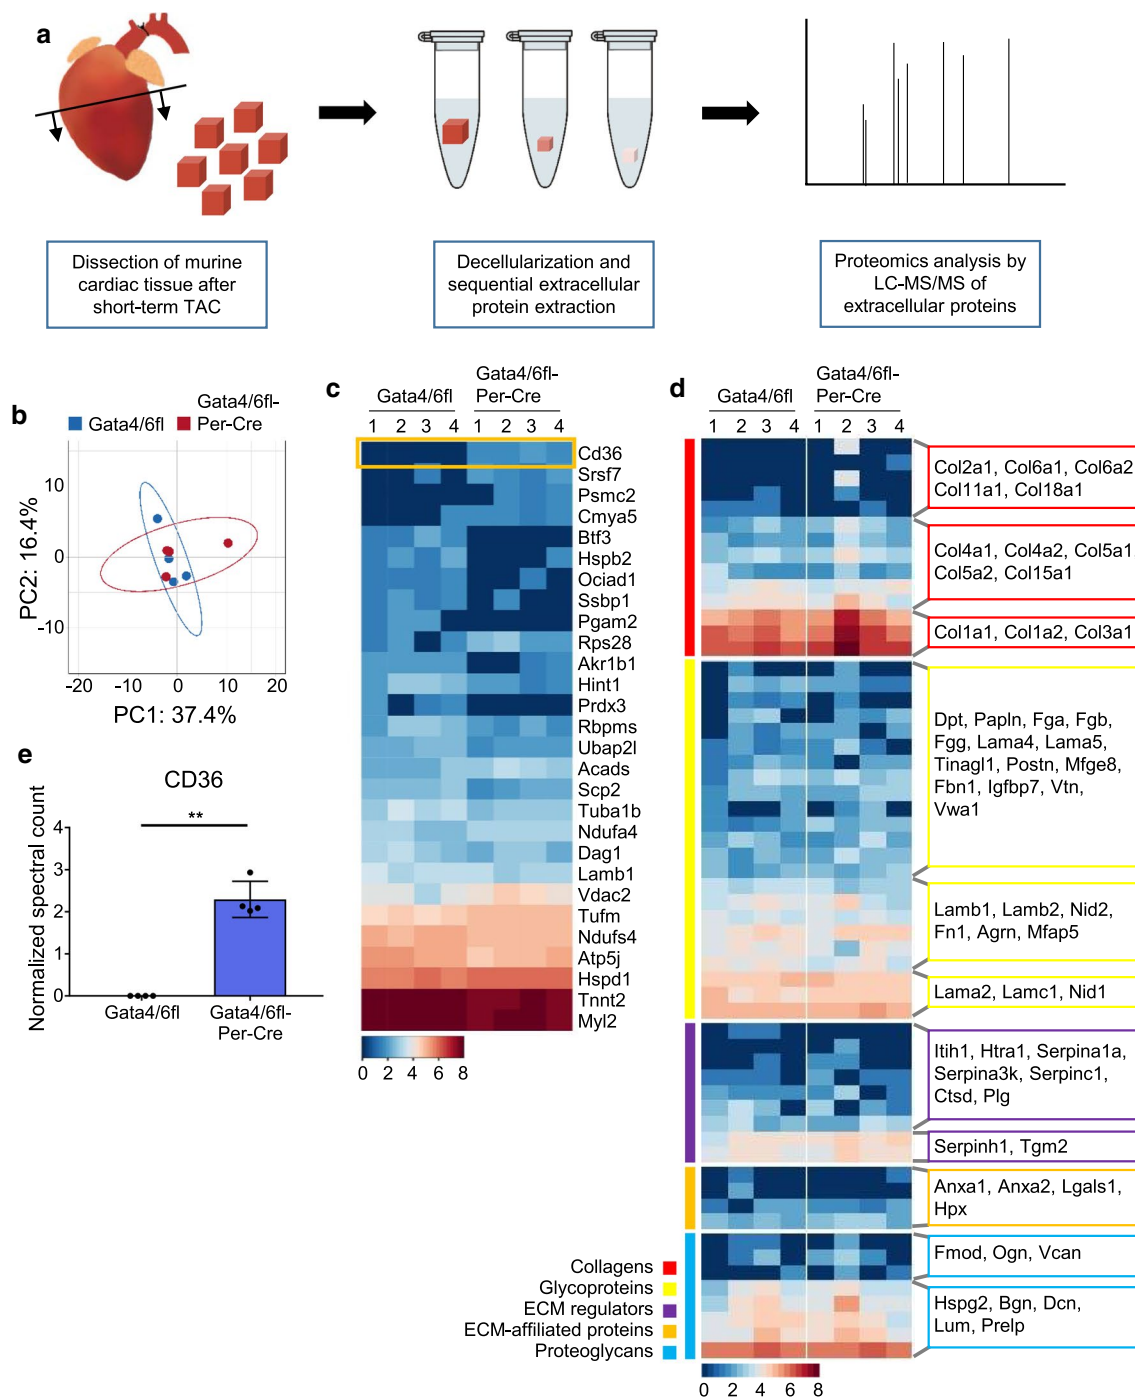 a
Dissection of murine
cardiac tissue after
short-term TAC
Decellularization and
sequential extracellular
protein extraction
Proteomics analysis by
LC-MS/MS of
extracellular proteins
b
Gata4/6fl
Gata4/6fl-
Per-Cre
PC2: 16.4%
10
0
-10
-20
-10
0
10
20
PC1: 37.4%
c
Gata4/6fl
Gata4/6fl-
Per-Cre
1 2 3 4 1 2 3 4
Cd36
Srsf7
Psmc2
Cmya5
Btf3
Hspb2
Ociad1
Ssbp1
Pgam2
Rps28
Akr1b1
Hint1
Prdx3
Rbpms
Ubap2l
Acads
Scp2
Tuba1b
Ndufa4
Dag1
Lamb1
Vdac2
Tufm
Ndufs4
Atp5j
Hspd1
Tnnt2
Myl2
0 2 4 6 8
d
Gata4/6fl
Gata4/6fl-
Per-Cre
1 2 3 4 1 2 3 4
Col2a1, Col6a1, Col6a2
Col11a1, Col18a1
Col4a1, Col4a2, Col5a1
Col5a2, Col15a1
Col1a1, Col1a2, Col3a1
Dpt, Papln, Fga, Fgb,
Fgg, Lama4, Lama5,
Tinagl1, Postn, Mfge8,
Fbn1, Igfbp7, Vtn,
Vwa1
Lamb1, Lamb2, Nid2,
Fn1, Agrn, Mfap5
Lama2, Lamc1, Nid1
Itih1, Htra1, Serpina1a,
Serpina3k, Serpinc1,
Ctsd, Plg
Serpinh1, Tgm2
Anxa1, Anxa2, Lgals1,
Hpx
Fmod, Ogn, Vcan
Hspg2, Bgn, Dcn,
Lum, Prelp
Collagens
Glycoproteins
ECM regulators
ECM-affiliated proteins
Proteoglycans
0 2 4 6 8
e
CD36
**
Normalized spectral count
4
3
2
1
0
Gata4/6fl
Gata4/6fl-
Per-Cre